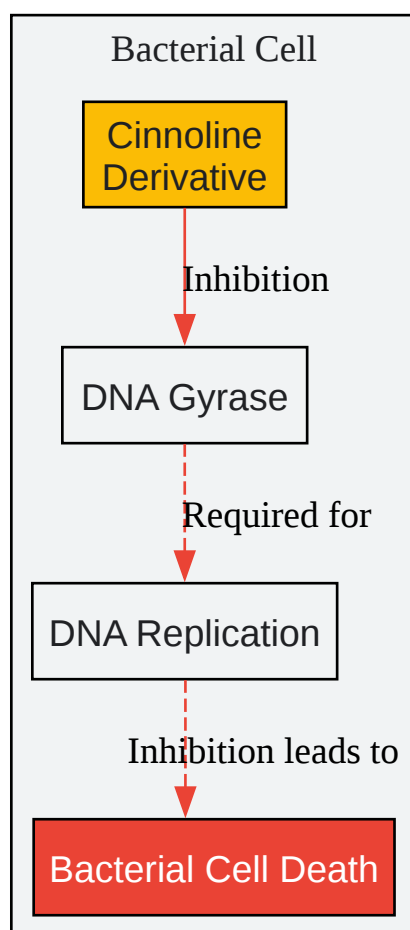 Bacterial Cell
Cinnoline
Derivative
Inhibition
DNA Gyrase
Required for
DNA Replication
Inhibition leads to
Bacterial Cell Death